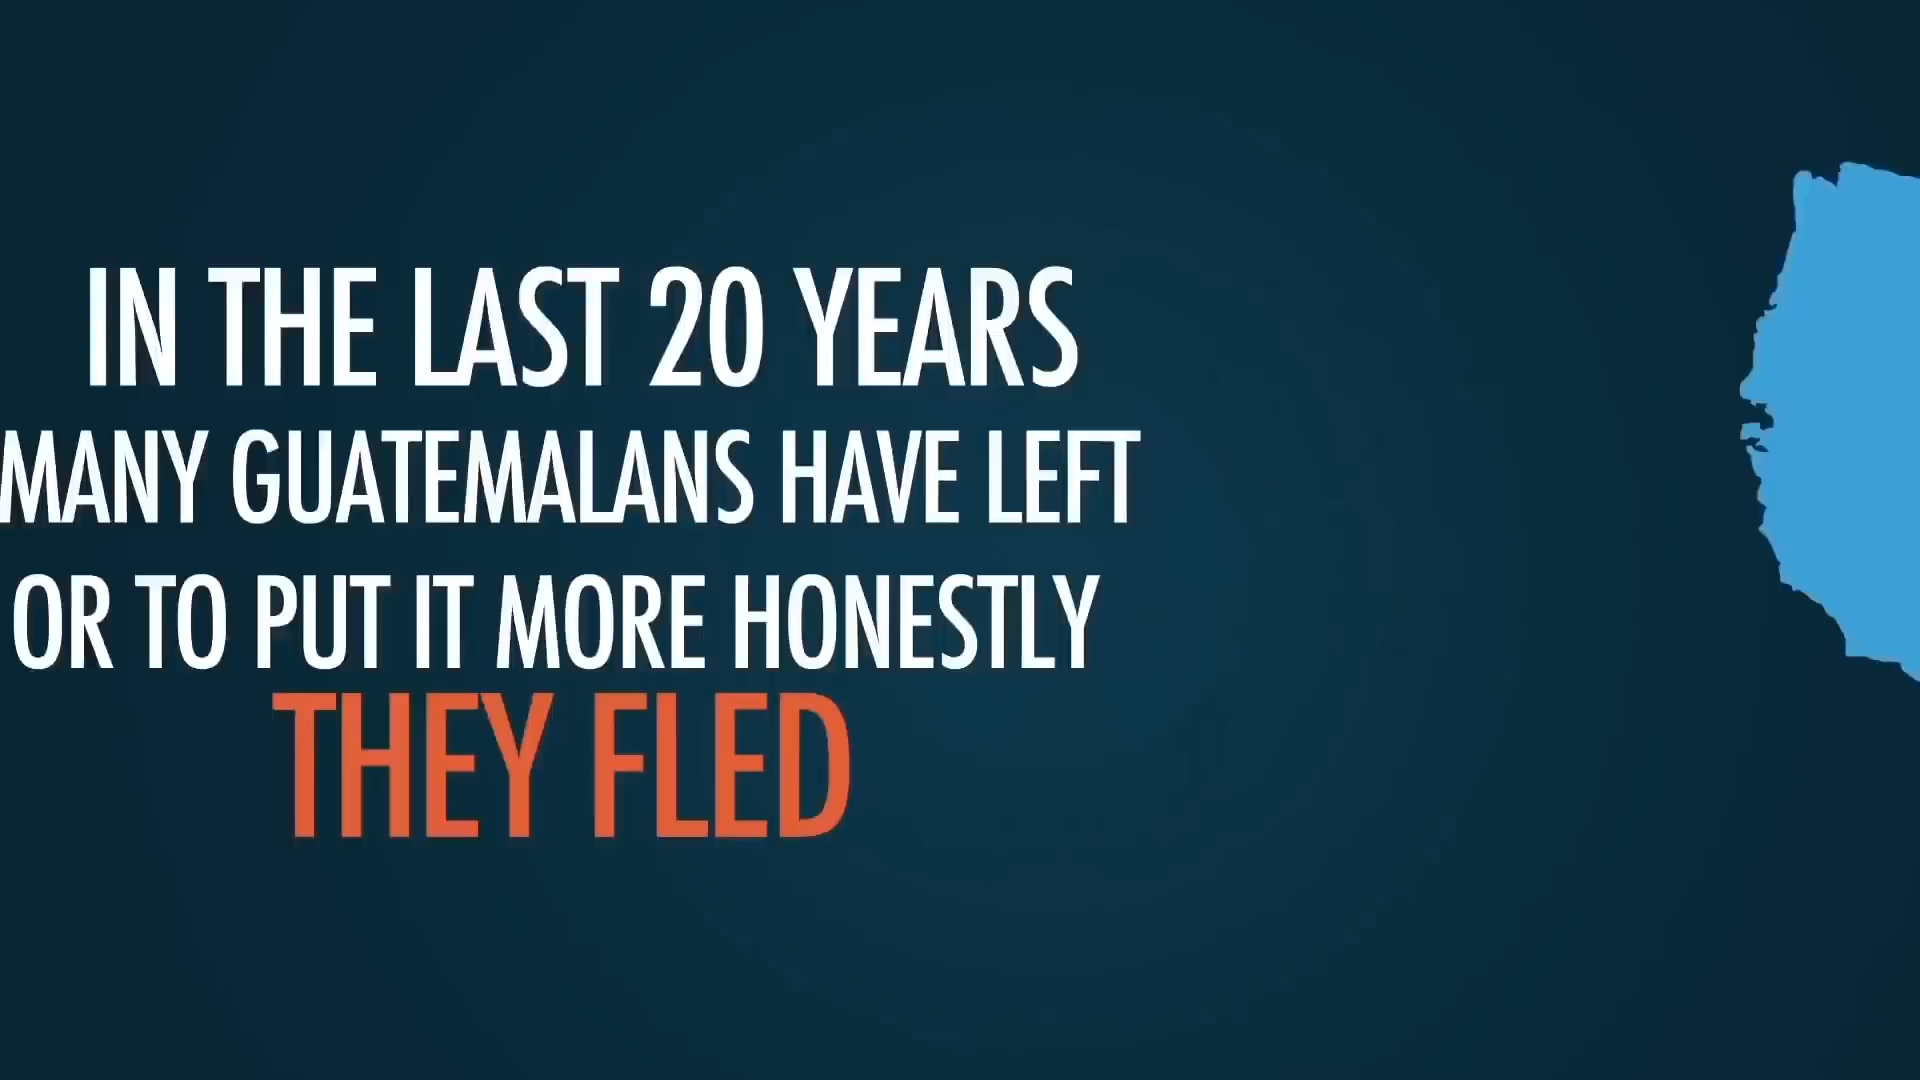 IN THE LAST 20 YEARS
MANY GUATEMALANS HAVE LEFT
OR TO PUT IT MORE HONESTLY
THEY FLED